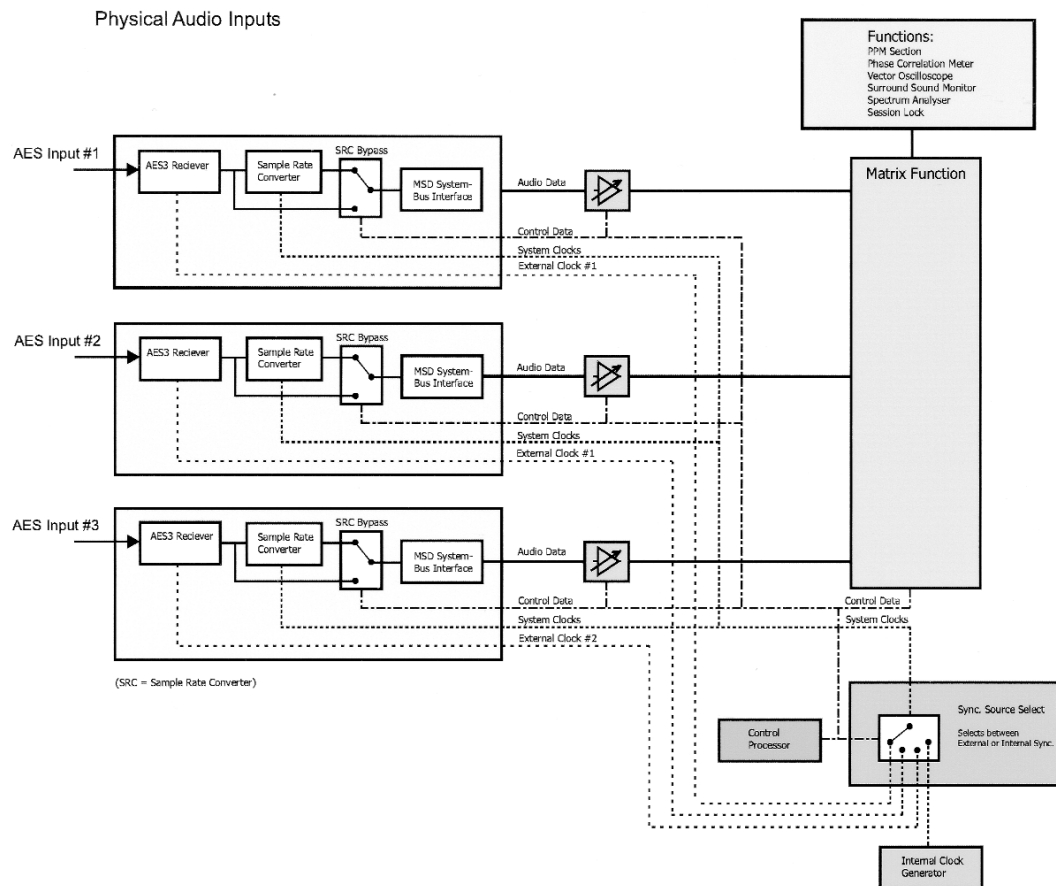 Physical Audio Inputs
Functions:
PPM Section
Phase Correlation Meter
Vector Oscilloscope
Surround Sound Monitor
Spectrum Analyser
Session Lock
Matrix Function
AES Input #1
AES3 Reciever
Sample Rate
Converter
SRC Bypass
MSD System-
Bus Interface
Audio Data
Control Data
System Clocks
External Clock #1
AES Input #2
AES3 Reciever
Sample Rate
Converter
SRC Bypass
MSD System-
Bus Interface
Audio Data
Control Data
System Clocks
External Clock #1
AES Input #3
AES3 Reciever
Sample Rate
Converter
SRC Bypass
MSD System-
Bus Interface
Audio Data
Control Data
System Clocks
External Clock #2
Control Data
System Clocks
(SRC = Sample Rate Converter)
Control
Processor
Sync. Source Select
Selects between
External or Internal Sync.
Internal Clock
Generator